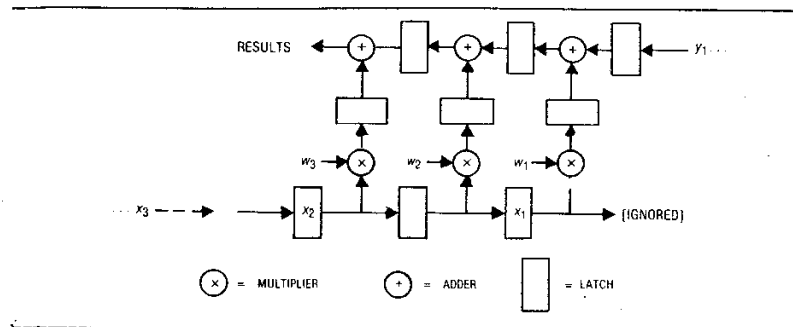 RESULTS
y₁ ···
w₃
w₂
w₁
··· x₃
x₂
x₁
[IGNORED]
× = MULTIPLIER
+ = ADDER
= LATCH